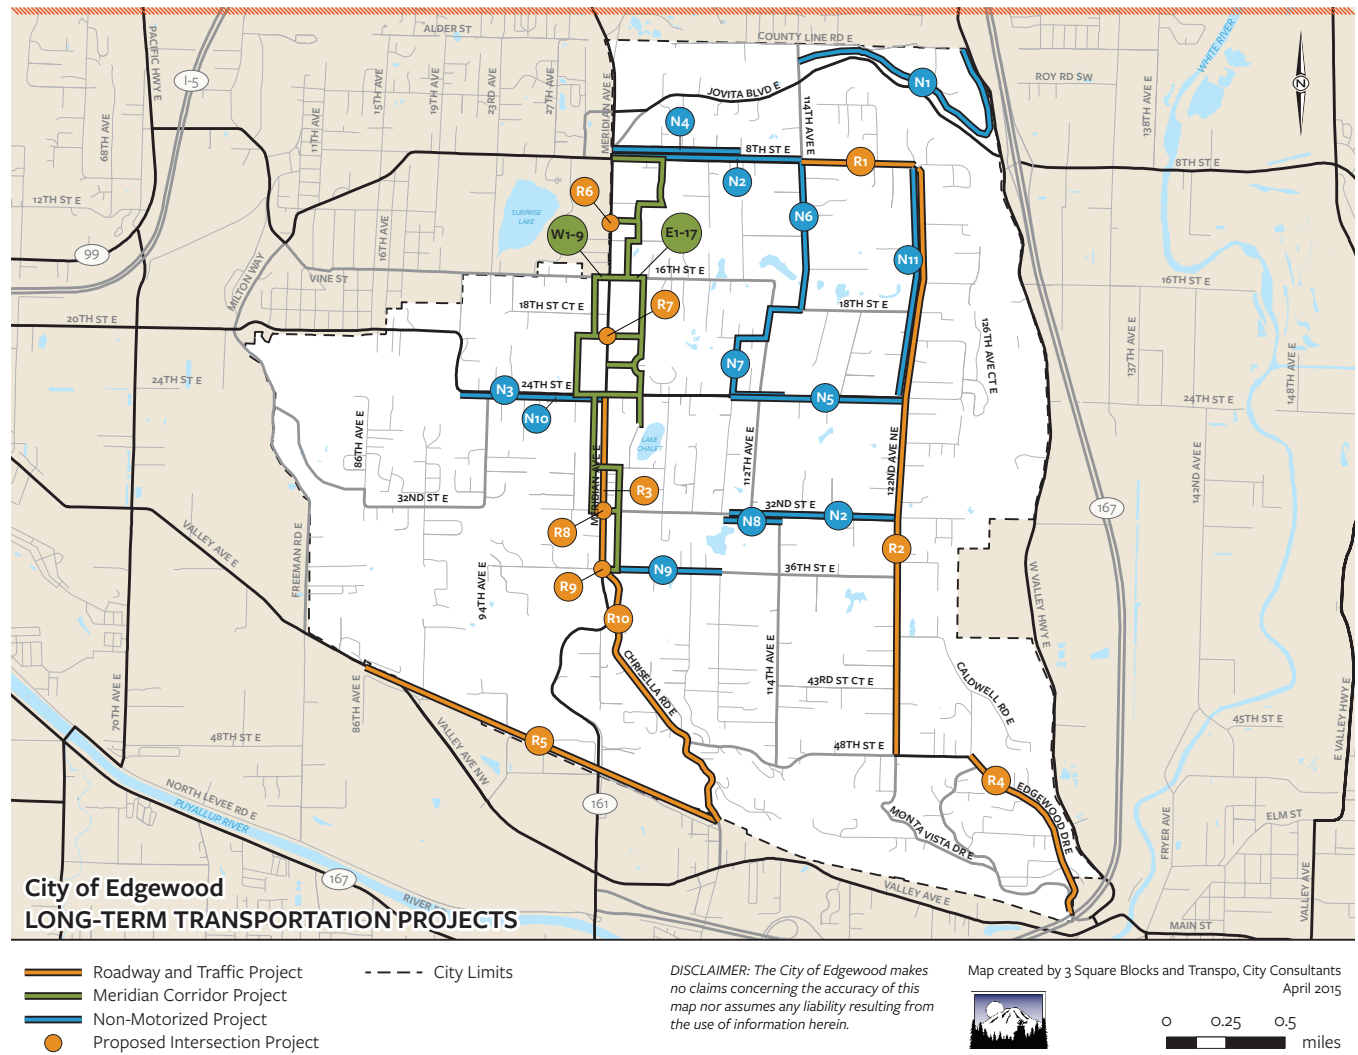 ALDER ST
COUNTY LINE RD E
WHITE RIVER
PACIFIC HWY E
I-5
68TH AVE E
11TH AVE
15TH AVE
19TH AVE
23RD AVE
27TH AVE
MERIDIAN AVE E
JOVITA BLVD E
114TH AVE E
N1
ROY RD SW
138TH AVE E
N
N4
8TH ST E
R1
8TH ST E
N2
12TH ST E
R6
SURPRISE
LAKE
16TH AVE
W1-9
E1-17
N6
N11
99
MILTON WAY
VINE ST
16TH ST E
16TH ST E
18TH ST CT E
R7
18TH ST E
20TH ST E
126TH AVE CT E
137TH AVE E
148TH AVE E
24TH ST E
N3
24TH ST E
N7
N5
24TH ST E
N10
86TH AVE E
LAKE
CHALET
112TH AVE E
122ND AVE NE
142ND AVE E
MERIDIAN AVE E
32ND ST E
R3
32ND ST E
N8
N2
167
VALLEY AVE E
FREEMAN RD E
R8
R2
R9
N9
36TH ST E
94TH AVE E
W VALLEY HWY E
R10
CHRISELLA RD E
114TH AVE E
43RD ST CT E
CALDWELL RD E
70TH AVE E
86TH AVE E
48TH ST E
VALLEY AVE NW
R5
48TH ST E
45TH ST E
E VALLEY HWY E
R4
EDGEWOOD DR E
NORTH LEVEE RD E
PUYALLUP RIVER
161
MONTA VISTA DR E
FRYER AVE
ELM ST
167
RIVER R
VALLEY AVE E
VALLEY AVE
MAIN ST
City of Edgewood
LONG-TERM TRANSPORTATION PROJECTS
Roadway and Traffic Project
Meridian Corridor Project
Non-Motorized Project
Proposed Intersection Project
City Limits
DISCLAIMER: The City of Edgewood makes
no claims concerning the accuracy of this
map nor assumes any liability resulting from
the use of information herein.
Map created by 3 Square Blocks and Transpo, City Consultants
April 2015
0 0.25 0.5
miles